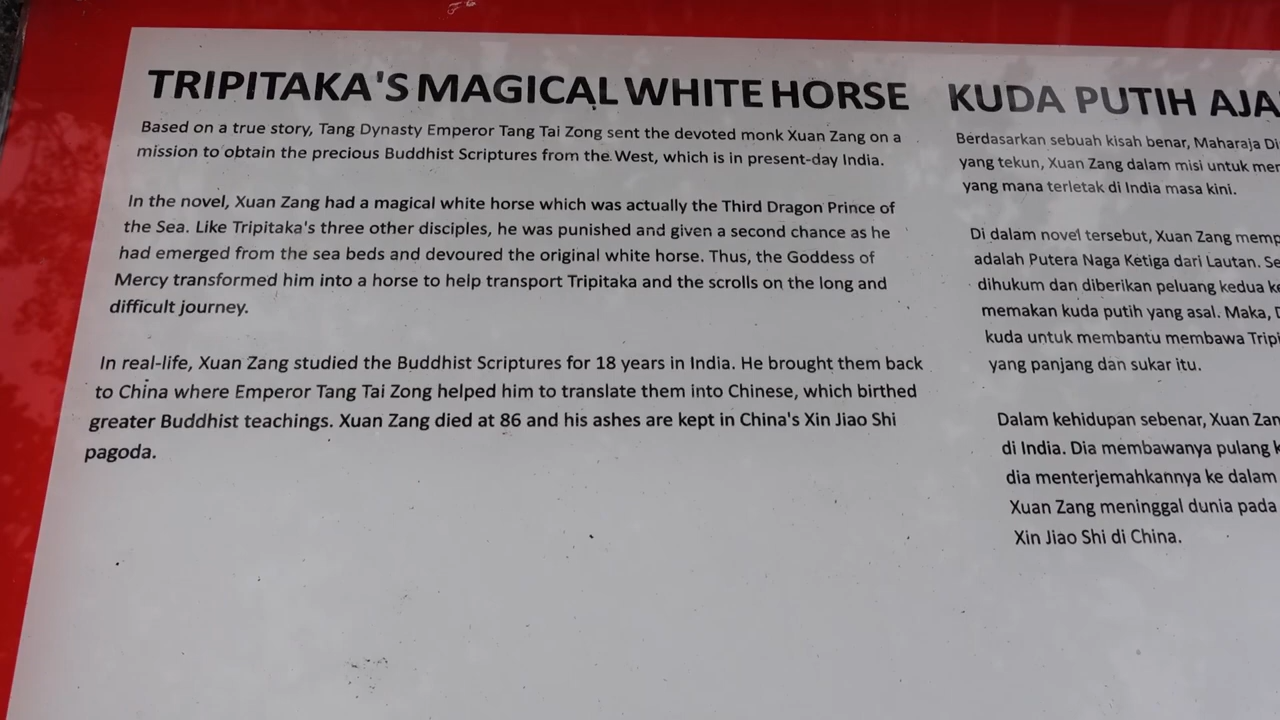 TRIPITAKA'S MAGICAL WHITE HORSE
Based on a true story, Tang Dynasty Emperor Tang Tai Zong sent the devoted monk Xuan Zang on a
mission to obtain the precious Buddhist Scriptures from the West, which is in present-day India.
In the novel, Xuan Zang had a magical white horse which was actually the Third Dragon Prince of
the Sea. Like Tripitaka's three other disciples, he was punished and given a second chance as he
had emerged from the sea beds and devoured the original white horse. Thus, the Goddess of
Mercy transformed him into a horse to help transport Tripitaka and the scrolls on the long and
difficult journey.
In real-life, Xuan Zang studied the Buddhist Scriptures for 18 years in India. He brought them back
to China where Emperor Tang Tai Zong helped him to translate them into Chinese, which birthed
greater Buddhist teachings. Xuan Zang died at 86 and his ashes are kept in China's Xin Jiao Shi
pagoda.
KUDA PUTIH
Berdasarkan sebuah kisah benar, Maharaja
yang tekun, Xuan Zang dalam misi untuk
yang mana terletak di India masa kini.
Di dalam novel tersebut, Xuan Zang
adalah Putera Naga Ketiga dari Lautan.
dihukum dan diberikan peluang kedua
memakan kuda putih yang asal. Maka,
kuda untuk membantu membawa
yang panjang dan sukar itu.
Dalam kehidupan sebenar, Xuan
di India. Dia membawanya pulang
dia menterjemahkannya ke dalam
Xuan Zang meninggal dunia pada
Xin Jiao Shi di China.